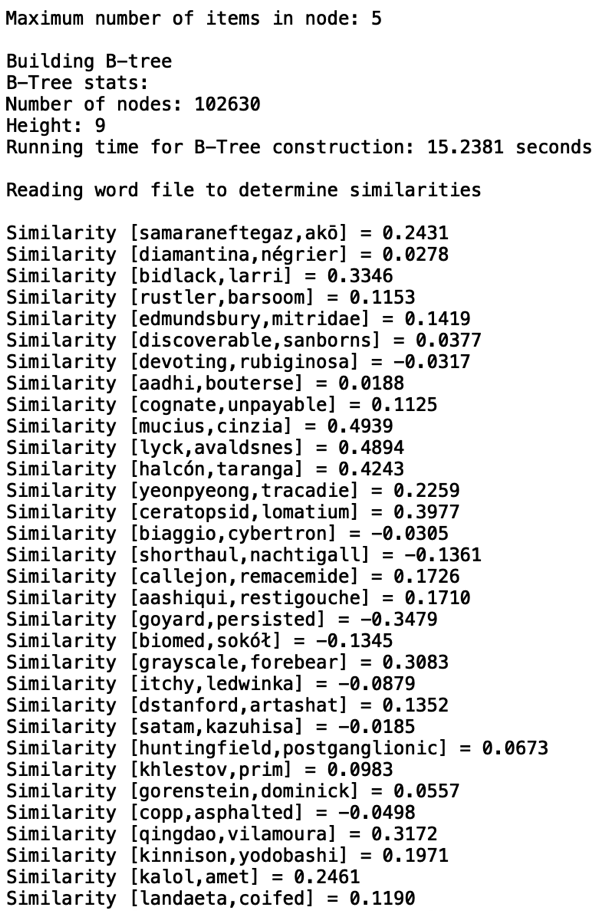 Maximum number of items in node: 5
Building B-tree
B-Tree stats:
Number of nodes: 102630
Height: 9
Running time for B-Tree construction: 15.2381 seconds
Reading word file to determine similarities
Similarity [samaraneftegaz,akō] = 0.2431
Similarity [diamantina,négrier] = 0.0278
Similarity [bidlack,larri] = 0.3346
Similarity [rustler,barsoom] = 0.1153
Similarity [edmundsbury,mitridae] = 0.1419
Similarity [discoverable,sanborns] = 0.0377
Similarity [devoting,rubiginosa] = -0.0317
Similarity [aadhi,bouterse] = 0.0188
Similarity [cognate,unpayable] = 0.1125
Similarity [mucius,cinzia] = 0.4939
Similarity [lyck,avaldsnes] = 0.4894
Similarity [halcón,taranga] = 0.4243
Similarity [yeonpyeong,tracadie] = 0.2259
Similarity [ceratopsid,lomatium] = 0.3977
Similarity [biaggio,cybertron] = -0.0305
Similarity [shorthaul,nachtigall] = -0.1361
Similarity [callejon,remacemide] = 0.1726
Similarity [aashiqui,restigouche] = 0.1710
Similarity [goyard,persisted] = -0.3479
Similarity [biomed,sokół] = -0.1345
Similarity [grayscale,forebear] = 0.3083
Similarity [itchy,ledwinka] = -0.0879
Similarity [dstanford,artashat] = 0.1352
Similarity [satam,kazuhisa] = -0.0185
Similarity [huntingfield,postganglionic] = 0.0673
Similarity [khlestov,prim] = 0.0983
Similarity [gorenstein,dominick] = 0.0557
Similarity [copp,asphalted] = -0.0498
Similarity [qingdao,vilamoura] = 0.3172
Similarity [kinnison,yodobashi] = 0.1971
Similarity [kalol,amet] = 0.2461
Similarity [landaeta,coifed] = 0.1190